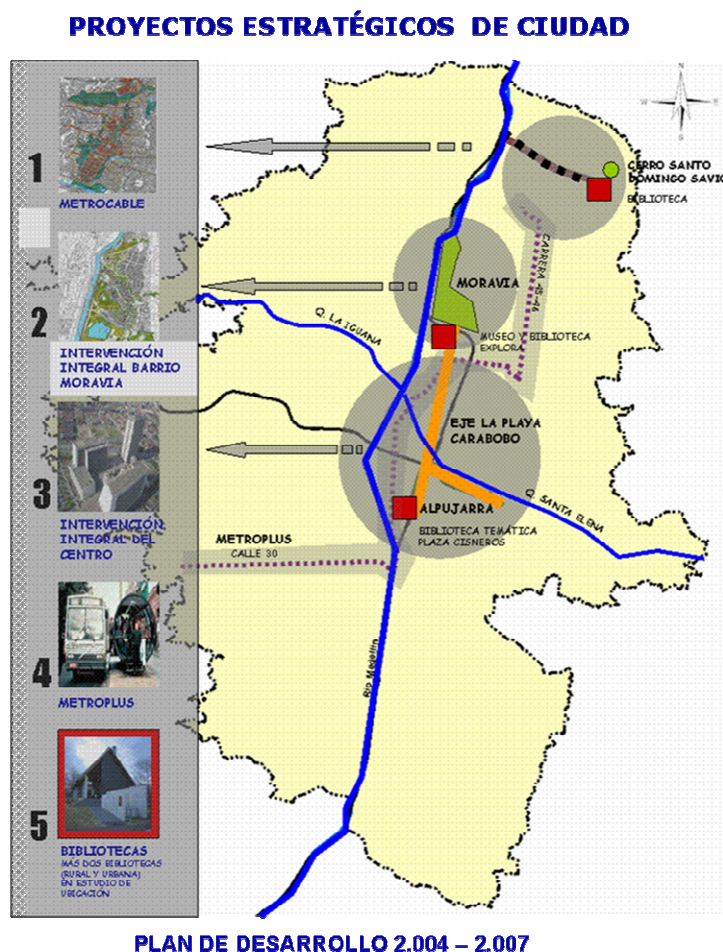 PROYECTOS ESTRATÉGICOS DE CIUDAD
1
METROCABLE
2
INTERVENCIÓN
INTEGRAL BARRIO
MORAVIA
3
INTERVENCIÓN
INTEGRAL DEL
CENTRO
4
METROPLUS
5
BIBLIOTECAS
MÁS DOS BIBLIOTECAS
(RURAL Y URBANA)
EN ESTUDIO DE
UBICACIÓN
N
CERRO SANTO
DOMINGO SAVIO
BIBLIOTECA
CARRERA 45-46
MORAVIA
MUSEO Y BIBLIOTECA
EXPLORA
Q. LA IGUANA
EJE LA PLAYA
CARABOBO
Q. SANTA ELENA
ALPUJARRA
BIBLIOTECA TEMÁTICA
PLAZA CISNEROS
METROPLUS
CALLE 30
Río Medellín
PLAN DE DESARROLLO 2.004 – 2.007